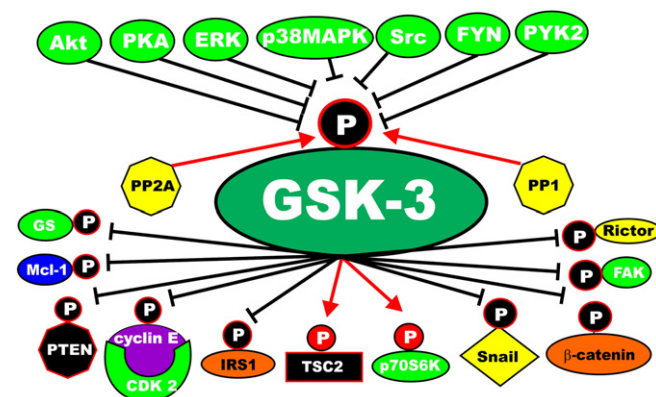 Akt PKA ERK p38MAPK Src FYN PYK2
P
PP2A GSK-3 PP1
GS P P Rictor
Mcl-1 P P FAK
P P P P P P P
PTEN cyclin E IRS1 TSC2 p70S6K Snail β-catenin
CDK 2